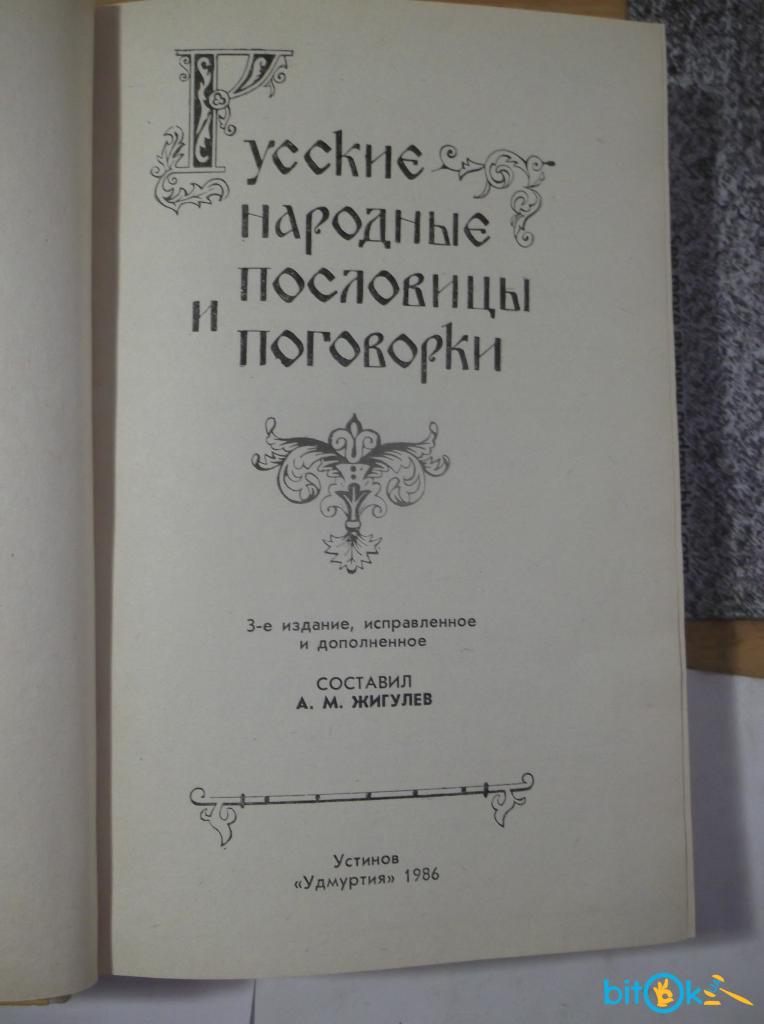 Русские
народные
пословицы
и
поговорки
3-е издание, исправленное
и дополненное
СОСТАВИЛ
А. М. ЖИГУЛЕВ
Устинов
«Удмуртия» 1986
bitOk